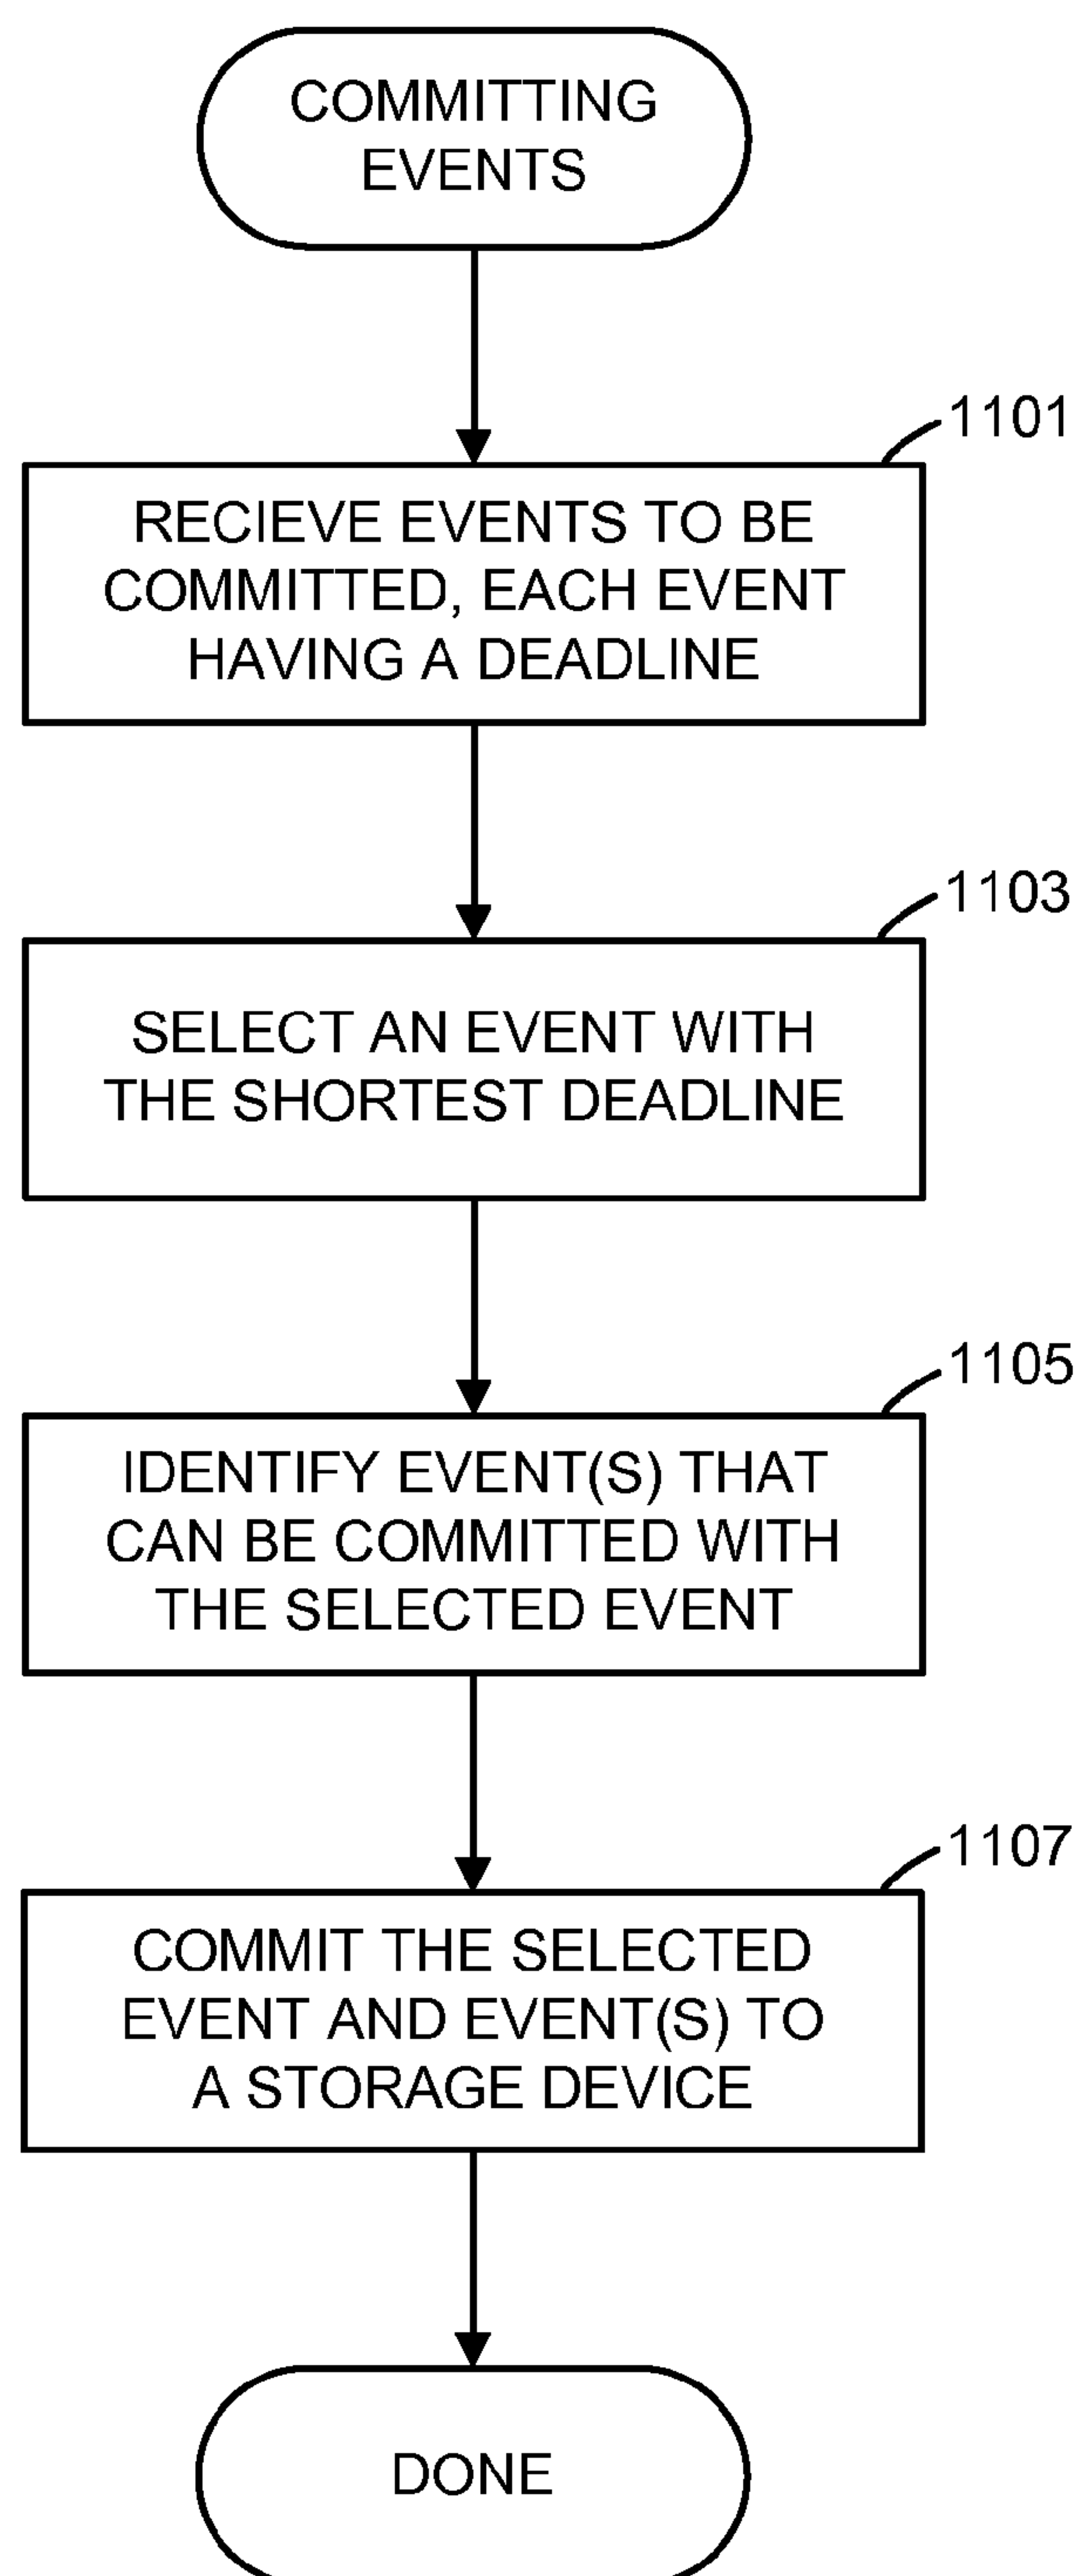 COMMITTING
EVENTS
1101
RECIEVE EVENTS TO BE
COMMITTED, EACH EVENT
HAVING A DEADLINE
1103
SELECT AN EVENT WITH
THE SHORTEST DEADLINE
1105
IDENTIFY EVENT(S) THAT
CAN BE COMMITTED WITH
THE SELECTED EVENT
1107
COMMIT THE SELECTED
EVENT AND EVENT(S) TO
A STORAGE DEVICE
DONE